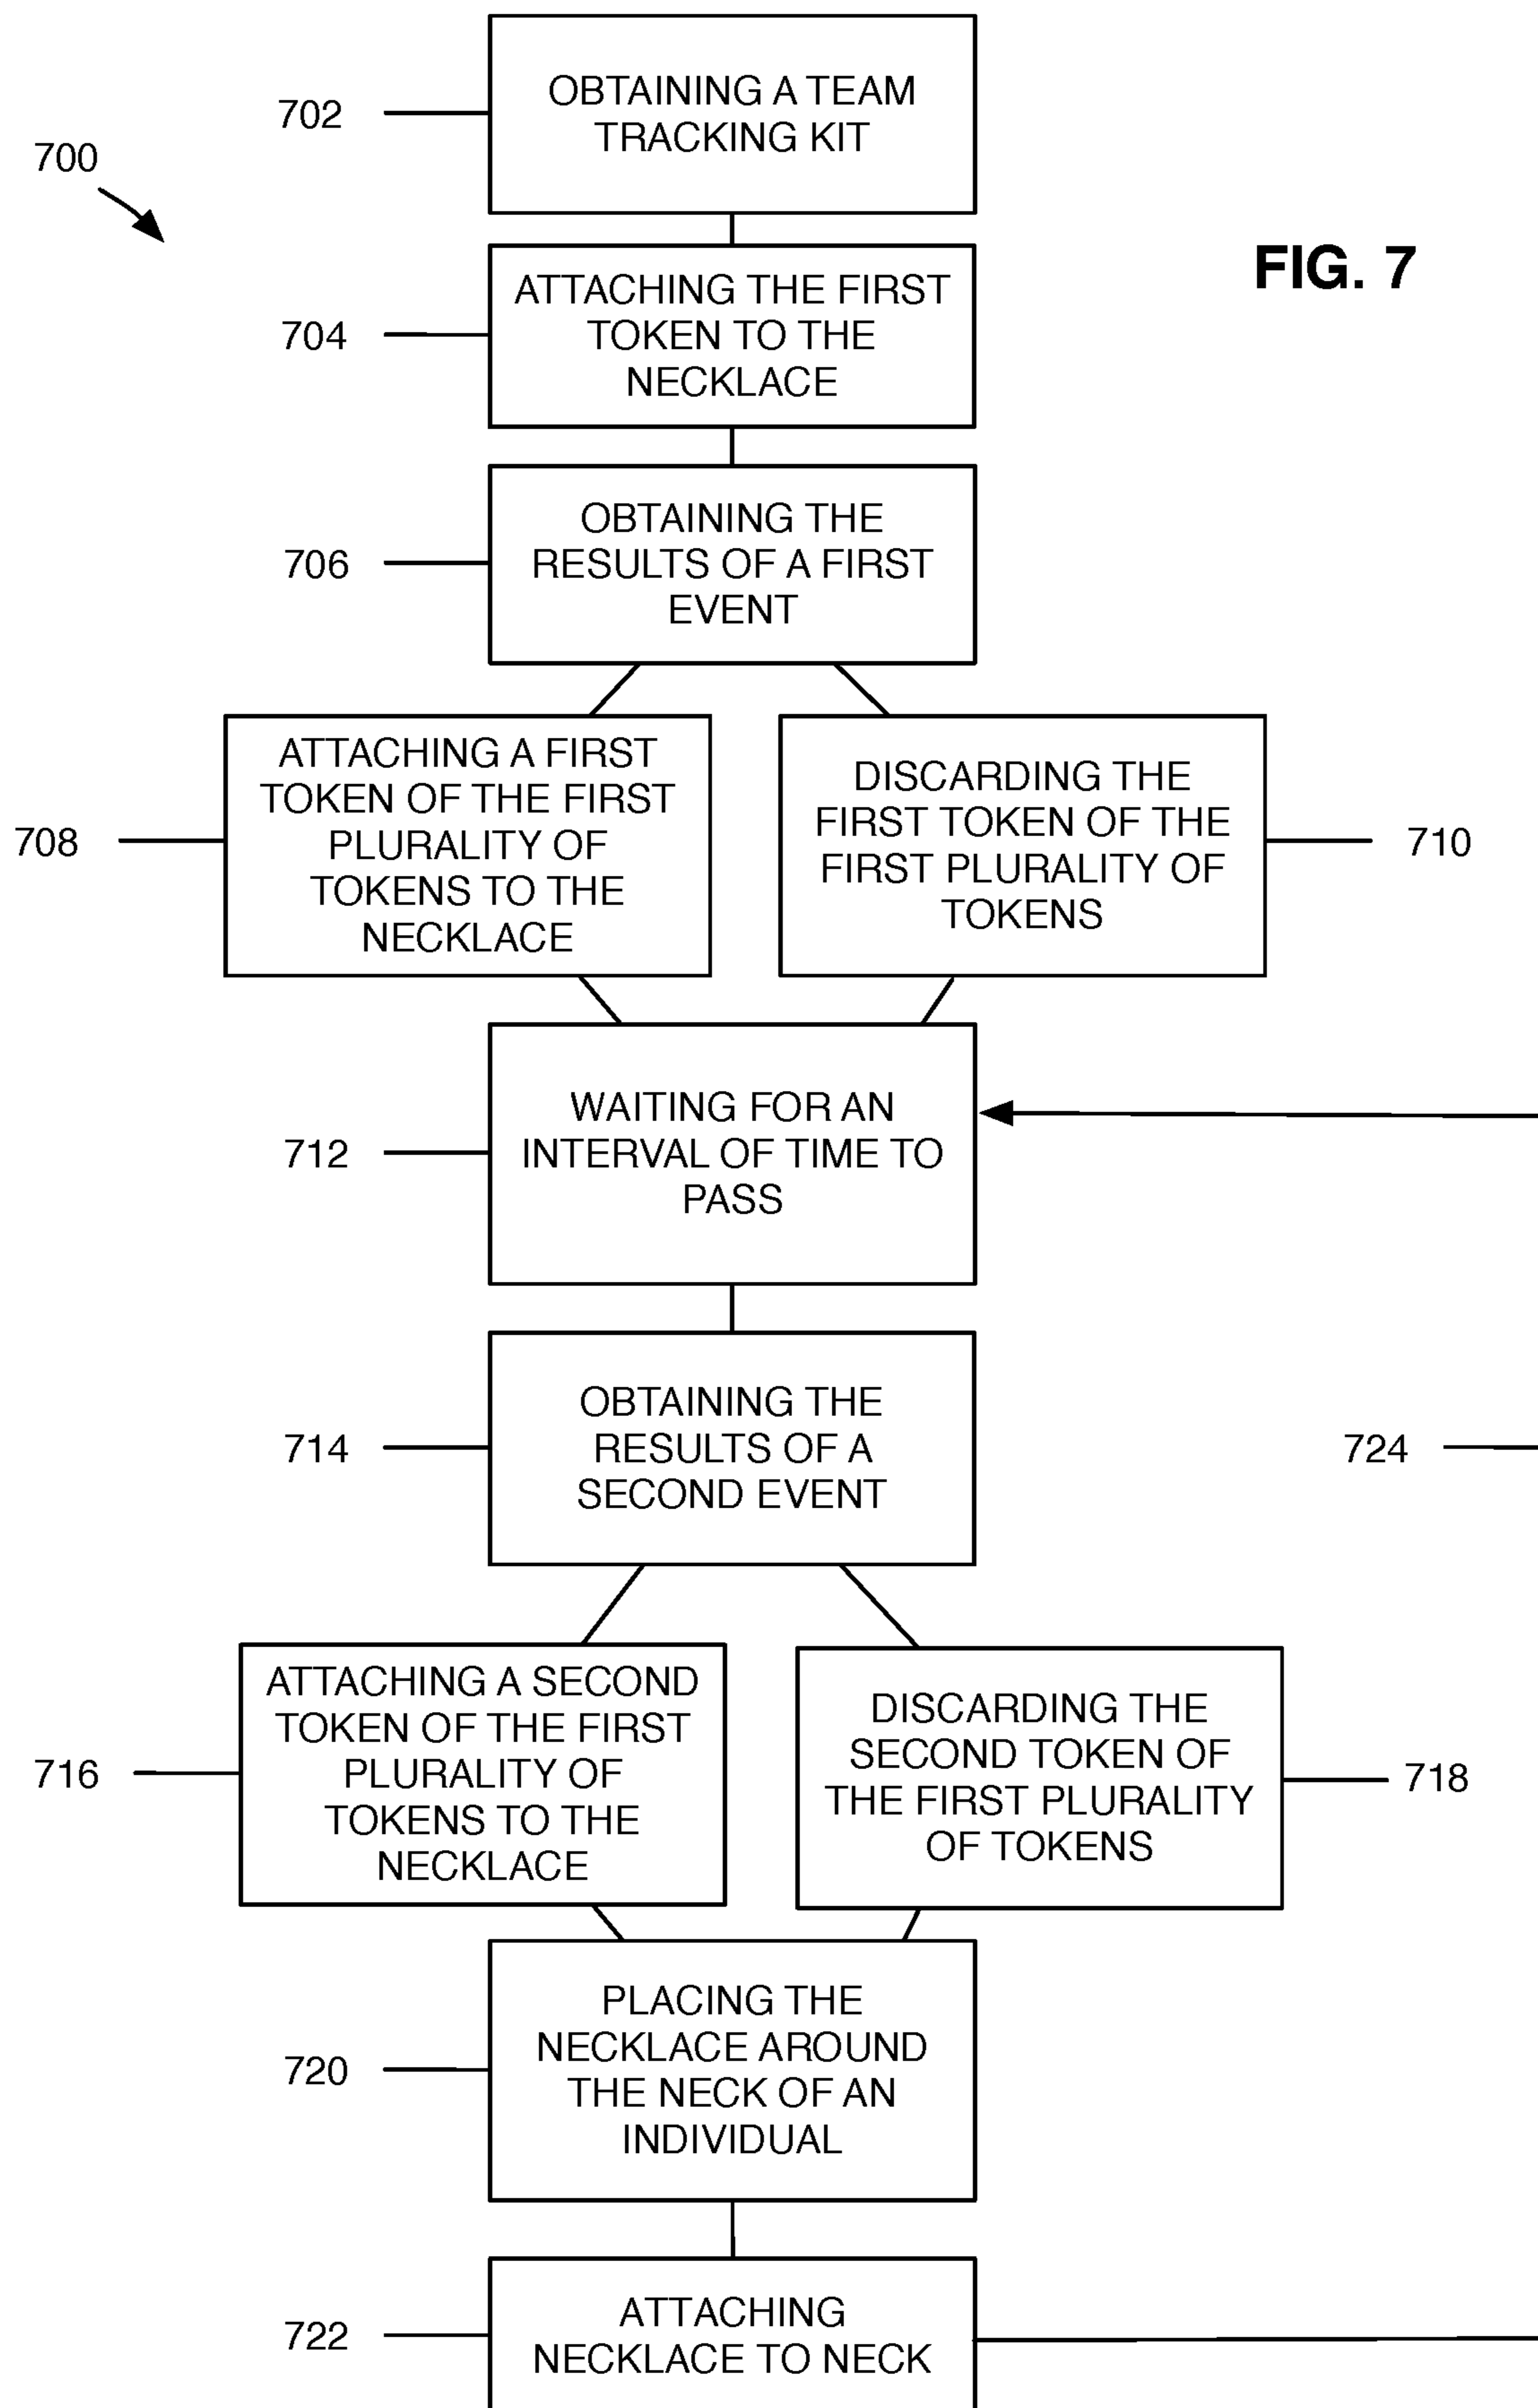 702
OBTAINING A TEAM
TRACKING KIT
700
FIG. 7
704
ATTACHING THE FIRST
TOKEN TO THE
NECKLACE
706
OBTAINING THE
RESULTS OF A FIRST
EVENT
708
ATTACHING A FIRST
TOKEN OF THE FIRST
PLURALITY OF
TOKENS TO THE
NECKLACE
DISCARDING THE
FIRST TOKEN OF THE
FIRST PLURALITY OF
TOKENS
710
712
WAITING FOR AN
INTERVAL OF TIME TO
PASS
714
OBTAINING THE
RESULTS OF A
SECOND EVENT
724
716
ATTACHING A SECOND
TOKEN OF THE FIRST
PLURALITY OF
TOKENS TO THE
NECKLACE
DISCARDING THE
SECOND TOKEN OF
THE FIRST PLURALITY
OF TOKENS
718
720
PLACING THE
NECKLACE AROUND
THE NECK OF AN
INDIVIDUAL
722
ATTACHING
NECKLACE TO NECK